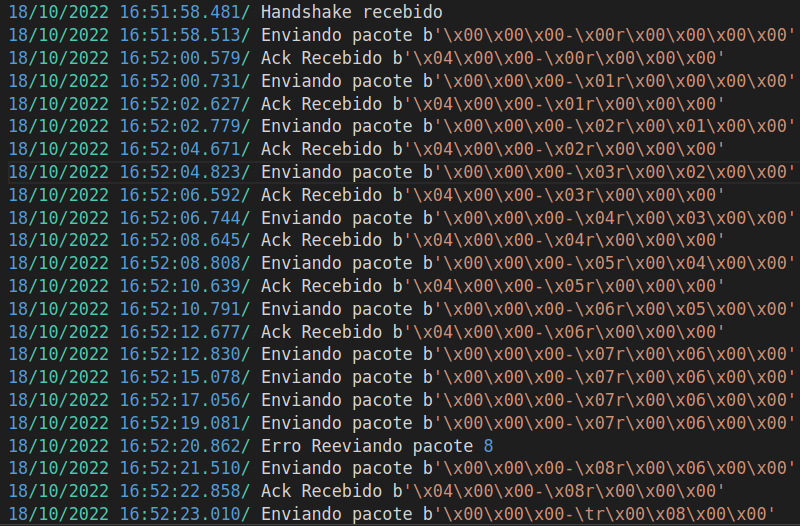 18/10/2022 16:51:58.481/ Handshake recebido
18/10/2022 16:51:58.513/ Enviando pacote b'\x00\x00\x00-\x00r\x00\x00\x00\x00'
18/10/2022 16:52:00.579/ Ack Recebido b'\x04\x00\x00-\x00r\x00\x00\x00'
18/10/2022 16:52:00.731/ Enviando pacote b'\x00\x00\x00-\x01r\x00\x00\x00\x00'
18/10/2022 16:52:02.627/ Ack Recebido b'\x04\x00\x00-\x01r\x00\x00\x00'
18/10/2022 16:52:02.779/ Enviando pacote b'\x00\x00\x00-\x02r\x00\x01\x00\x00'
18/10/2022 16:52:04.671/ Ack Recebido b'\x04\x00\x00-\x02r\x00\x00\x00'
18/10/2022 16:52:04.823/ Enviando pacote b'\x00\x00\x00-\x03r\x00\x02\x00\x00'
18/10/2022 16:52:06.592/ Ack Recebido b'\x04\x00\x00-\x03r\x00\x00\x00'
18/10/2022 16:52:06.744/ Enviando pacote b'\x00\x00\x00-\x04r\x00\x03\x00\x00'
18/10/2022 16:52:08.645/ Ack Recebido b'\x04\x00\x00-\x04r\x00\x00\x00'
18/10/2022 16:52:08.808/ Enviando pacote b'\x00\x00\x00-\x05r\x00\x04\x00\x00'
18/10/2022 16:52:10.639/ Ack Recebido b'\x04\x00\x00-\x05r\x00\x00\x00'
18/10/2022 16:52:10.791/ Enviando pacote b'\x00\x00\x00-\x06r\x00\x05\x00\x00'
18/10/2022 16:52:12.677/ Ack Recebido b'\x04\x00\x00-\x06r\x00\x00\x00'
18/10/2022 16:52:12.830/ Enviando pacote b'\x00\x00\x00-\x07r\x00\x06\x00\x00'
18/10/2022 16:52:15.078/ Enviando pacote b'\x00\x00\x00-\x07r\x00\x06\x00\x00'
18/10/2022 16:52:17.056/ Enviando pacote b'\x00\x00\x00-\x07r\x00\x06\x00\x00'
18/10/2022 16:52:19.081/ Enviando pacote b'\x00\x00\x00-\x07r\x00\x06\x00\x00'
18/10/2022 16:52:20.862/ Erro Reeviando pacote 8
18/10/2022 16:52:21.510/ Enviando pacote b'\x00\x00\x00-\x08r\x00\x06\x00\x00'
18/10/2022 16:52:22.858/ Ack Recebido b'\x04\x00\x00-\x08r\x00\x00\x00'
18/10/2022 16:52:23.010/ Enviando pacote b'\x00\x00\x00-\tr\x00\x08\x00\x00'